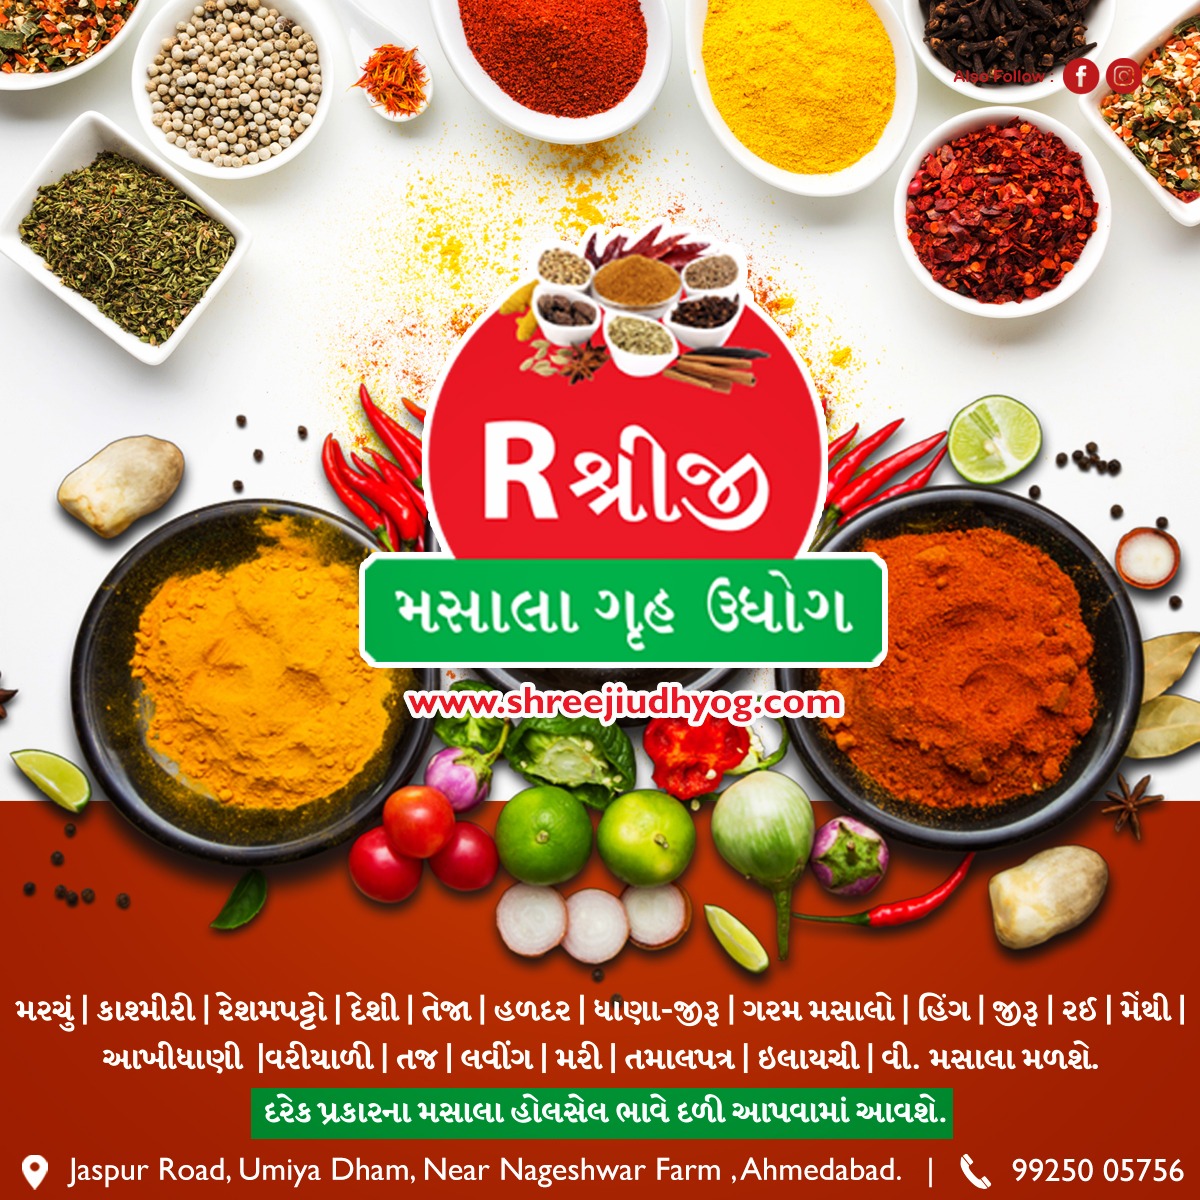 Also Follow :
R શ્રીજી
મસાલા ગૃહ ઉધોગ
www.shreejiudhyog.com
મરચું | કાશ્મીરી | રેશમપટ્ટો | દેશી | તેજા | હળદર | ધાણા-જીરૂ | ગરમ મસાલો | હિંગ | જીરૂ | રઈ | મેંથી |
આખીધાણી | વરીયાળી | તજ | લવીંગ | મરી | તમાલપત્ર | ઇલાયચી | વી. મસાલા મળશે.
દરેક પ્રકારના મસાલા હોલસેલ ભાવે દળી આપવામાં આવશે.
Jaspur Road, Umiya Dham, Near Nageshwar Farm , Ahmedabad. | 99250 05756